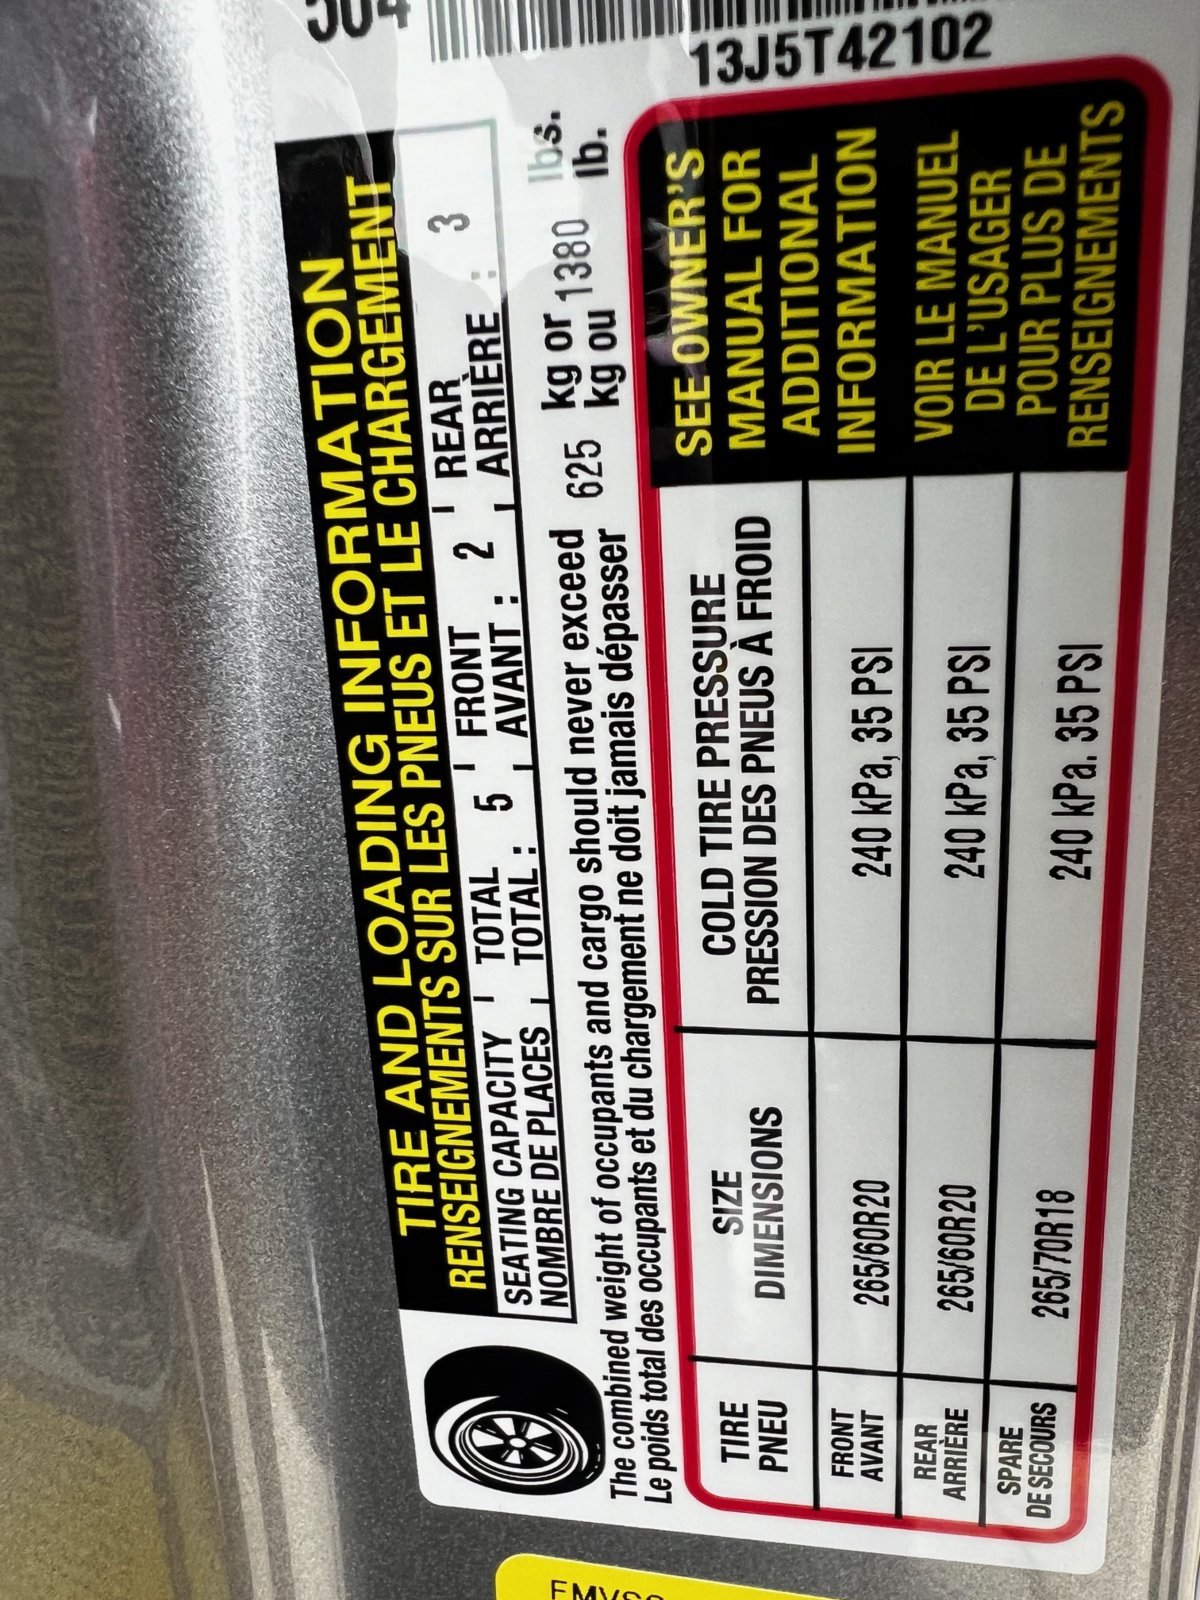 13J5T42102
TIRE AND LOADING INFORMATION
RENSEIGNEMENTS SUR LES PNEUS ET LE CHARGEMENT
SEATING CAPACITY TOTAL 5 FRONT 2 REAR 3
NOMBRE DE PLACES TOTAL: AVANT: ARRIÈRE:
The combined weight of occupants and cargo should never exceed 625 kg or 1380 lbs.
Le poids total des occupants et du chargement ne doit jamais dépasser kg ou lb.
TIRE SIZE COLD TIRE PRESSURE
PNEU DIMENSIONS PRESSION DES PNEUS À FROID
FRONT
AVANT 265/60R20 240 kPa, 35 PSI
REAR
ARRIÈRE 265/60R20 240 kPa, 35 PSI
SPARE
DE SECOURS 265/70R18 240 kPa. 35 PSI
SEE OWNER'S
MANUAL FOR
ADDITIONAL
INFORMATION
VOIR LE MANUEL
DE L'USAGER
POUR PLUS DE
RENSEIGNEMENTS